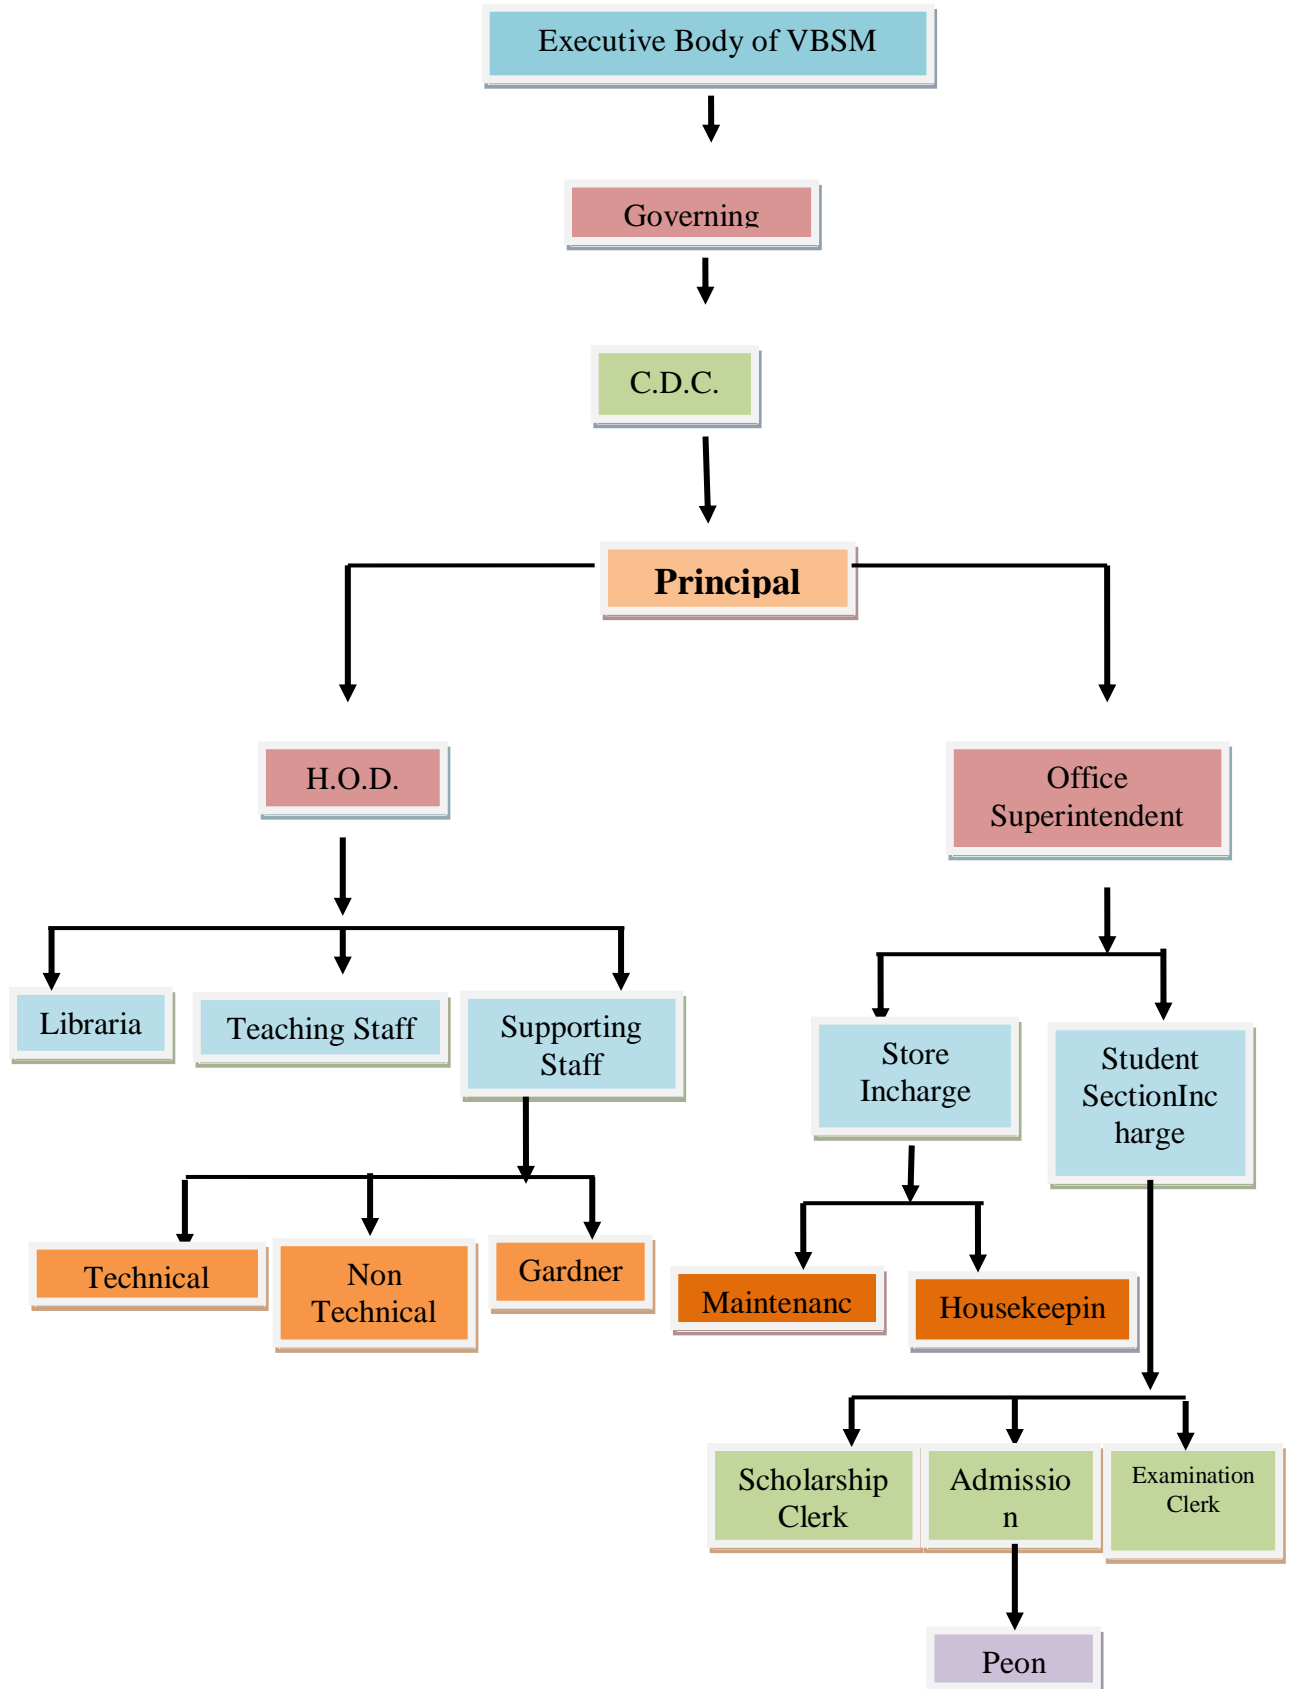 Executive Body of VBSM
Governing
C.D.C.
Principal
H.O.D.
Office
Superintendent
Libraria
Teaching Staff
Supporting
Staff
Store
Incharge
Student
SectionInc
harge
Technical
Non
Technical
Gardner
Maintenanc
Housekeepin
Scholarship
Clerk
Admissio
n
Examination
Clerk
Peon